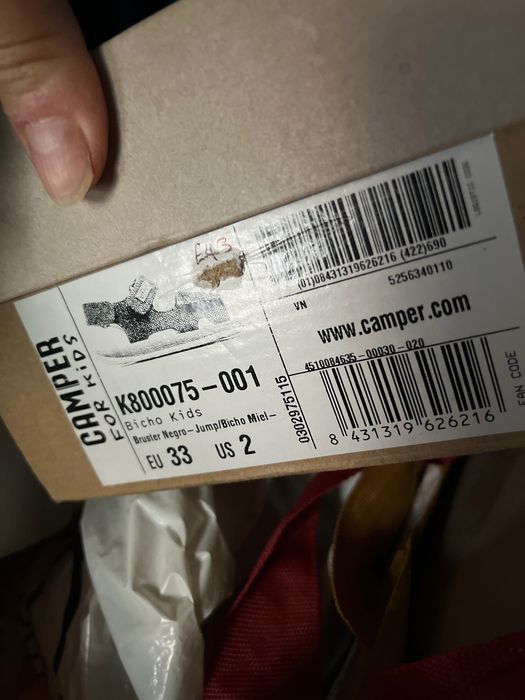 CAMPER
FOR KIDS
K800075-001
Bicho Kids
Bruster Negro-Jump/Bicho Miel-
EU 33 US 2
(01)08431319626216 (422)690
LOGISTIC CODE
VN
5256340110
www.camper.com
4510084635-00030-020
0302975115
8 431319 626216
EAN CODE